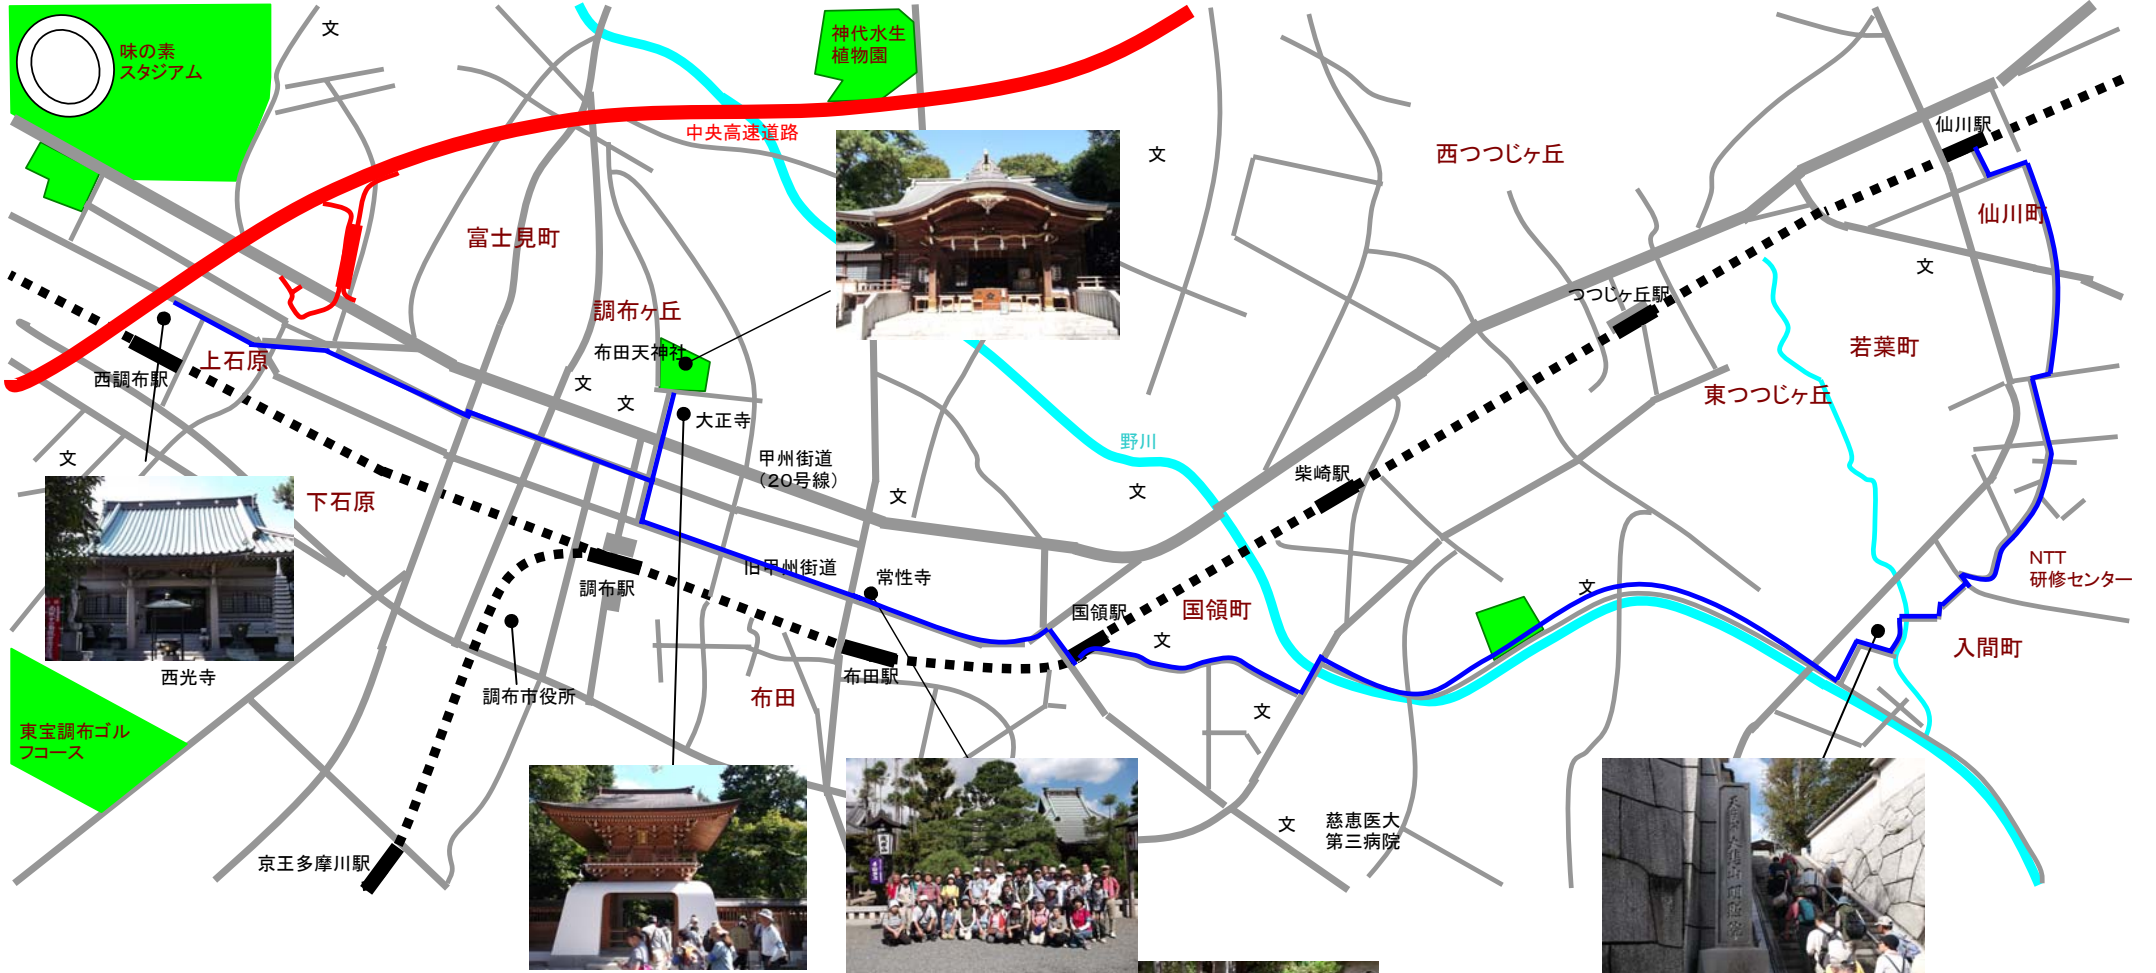 文
味の素
スタジアム
神代水生
植物園
中央高速道路
文
仙川駅
西つつじヶ丘
仙川町
富士見町
文
つつじヶ丘駅
調布ヶ丘
若葉町
布田天神社
上石原
西調布駅
文
文
東つつじヶ丘
大正寺
野川
文
甲州街道
(20号線)
柴崎駅
文
文
下石原
NTT
研修センター
旧甲州街道
常性寺
調布駅
文
国領駅
国領町
文
入間町
西光寺
布田駅
調布市役所
布田
文
東宝調布ゴル
フコース
文
慈恵医大
第三病院
京王多摩川駅